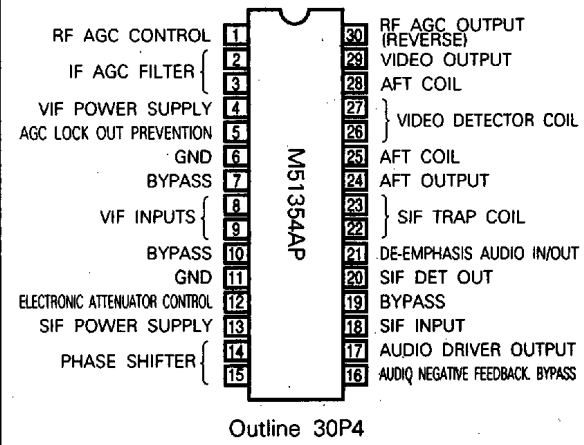 RF AGC CONTROL 1
IF AGC FILTER 2
3
VIF POWER SUPPLY 4
AGC LOCK OUT PREVENTION 5
GND 6
BYPASS 7
VIF INPUTS 8
9
BYPASS 10
GND 11
ELECTRONIC ATTENUATOR CONTROL 12
SIF POWER SUPPLY 13
PHASE SHIFTER 14
15
M51354AP
30 RF AGC OUTPUT
(REVERSE)
29 VIDEO OUTPUT
28 AFT COIL
27 VIDEO DETECTOR COIL
26
25 AFT COIL
24 AFT OUTPUT
23 SIF TRAP COIL
22
21 DE-EMPHASIS AUDIO IN/OUT
20 SIF DET OUT
19 BYPASS
18 SIF INPUT
17 AUDIO DRIVER OUTPUT
16 AUDIO NEGATIVE FEEDBACK. BYPASS
Outline 30P4